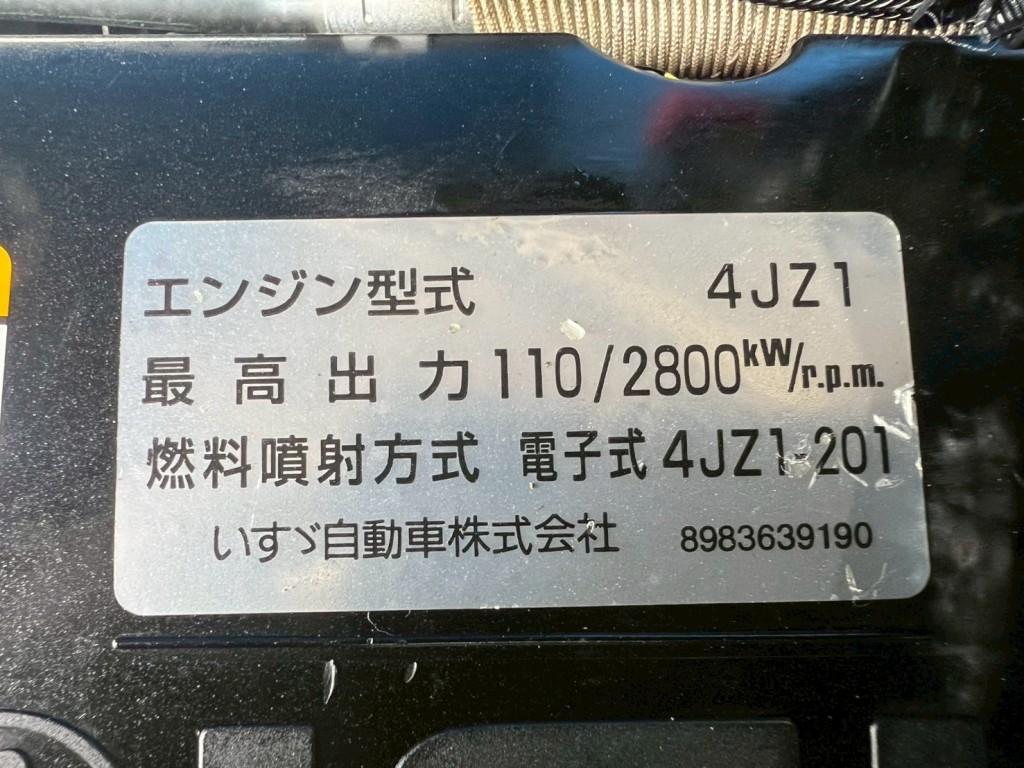 エンジン型式 4JZ1
最高出力 110/2800kW/r.p.m.
燃料噴射方式 電子式 4JZ1-201
いすゞ自動車株式会社 8983639190